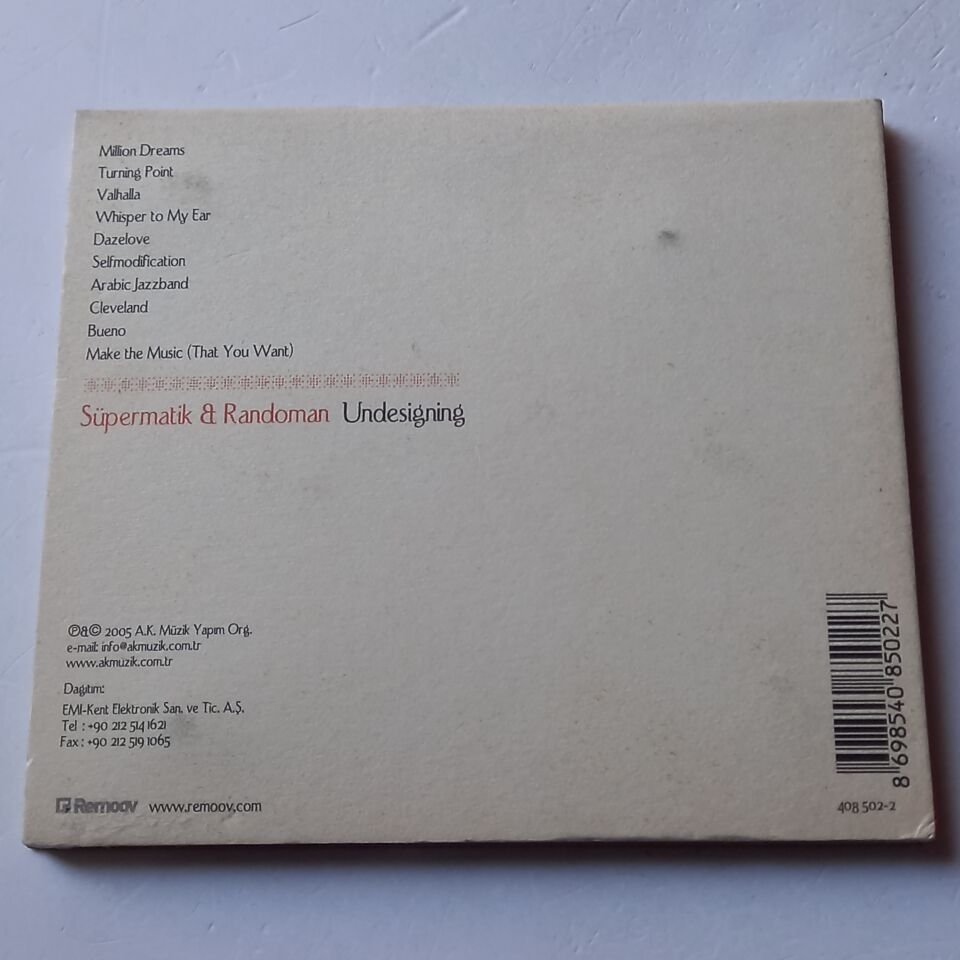 Million Dreams
Turning Point
Valhalla
Whisper to My Ear
Dazelove
Selfmodification
Arabic Jazzband
Cleveland
Bueno
Make the Music (That You Want)
Süpermatik & Randoman Undesigning
℗&© 2005 A.K. Müzik Yapım Org.
e-mail: info@akmuzik.com.tr
www.akmuzik.com.tr
Dağıtım:
EMI-Kent Elektronik San. ve Tic. A.Ş.
Tel : +90 212 514 1621
Fax : +90 212 519 1065
Remoov www.remoov.com
8 698540 850227
408 502-2